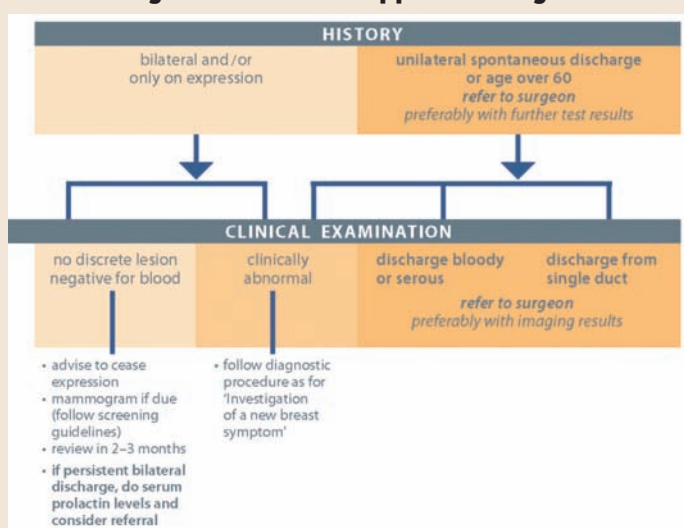 HISTORY
bilateral and/or
only on expression
unilateral spontaneous discharge
or age over 60
refer to surgeon
preferably with further test results
CLINICAL EXAMINATION
no discrete lesion
negative for blood
clinically
abnormal
discharge bloody
or serous
discharge from
single duct
refer to surgeon
preferably with imaging results
• advise to cease
expression
• mammogram if due
(follow screening
guidelines)
• review in 2–3 months
• if persistent bilateral
discharge, do serum
prolactin levels and
consider referral
• follow diagnostic
procedure as for
‘Investigation
of a new breast
symptom’